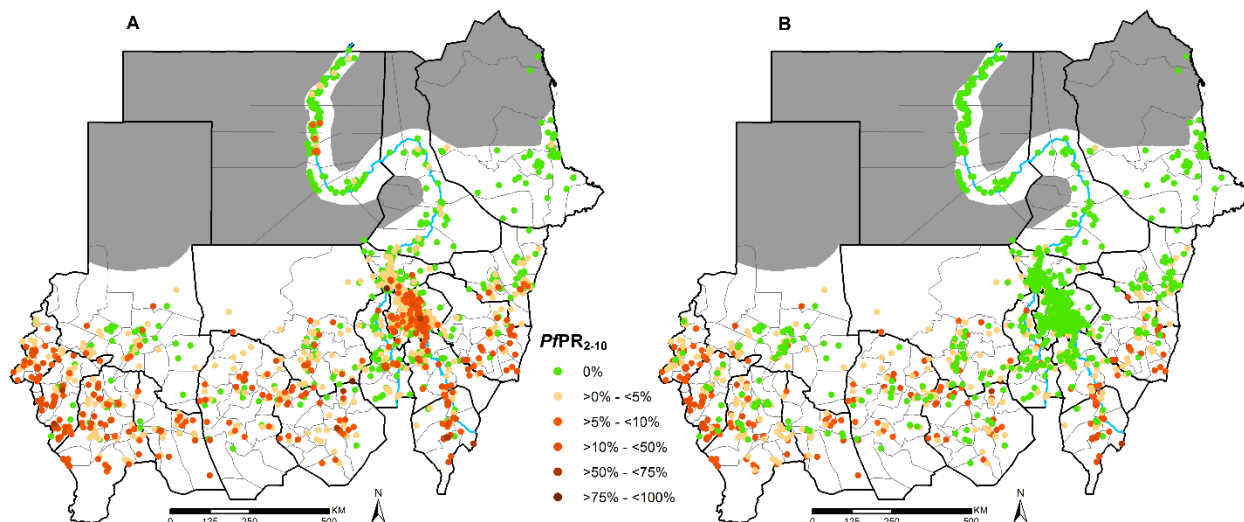 A
B
PfPR2-10
0%
>0% - <5%
>5% - <10%
>10% - <50%
>50% - <75%
>75% - <100%
N
KM
0 125 250 500
N
KM
0 125 250 500